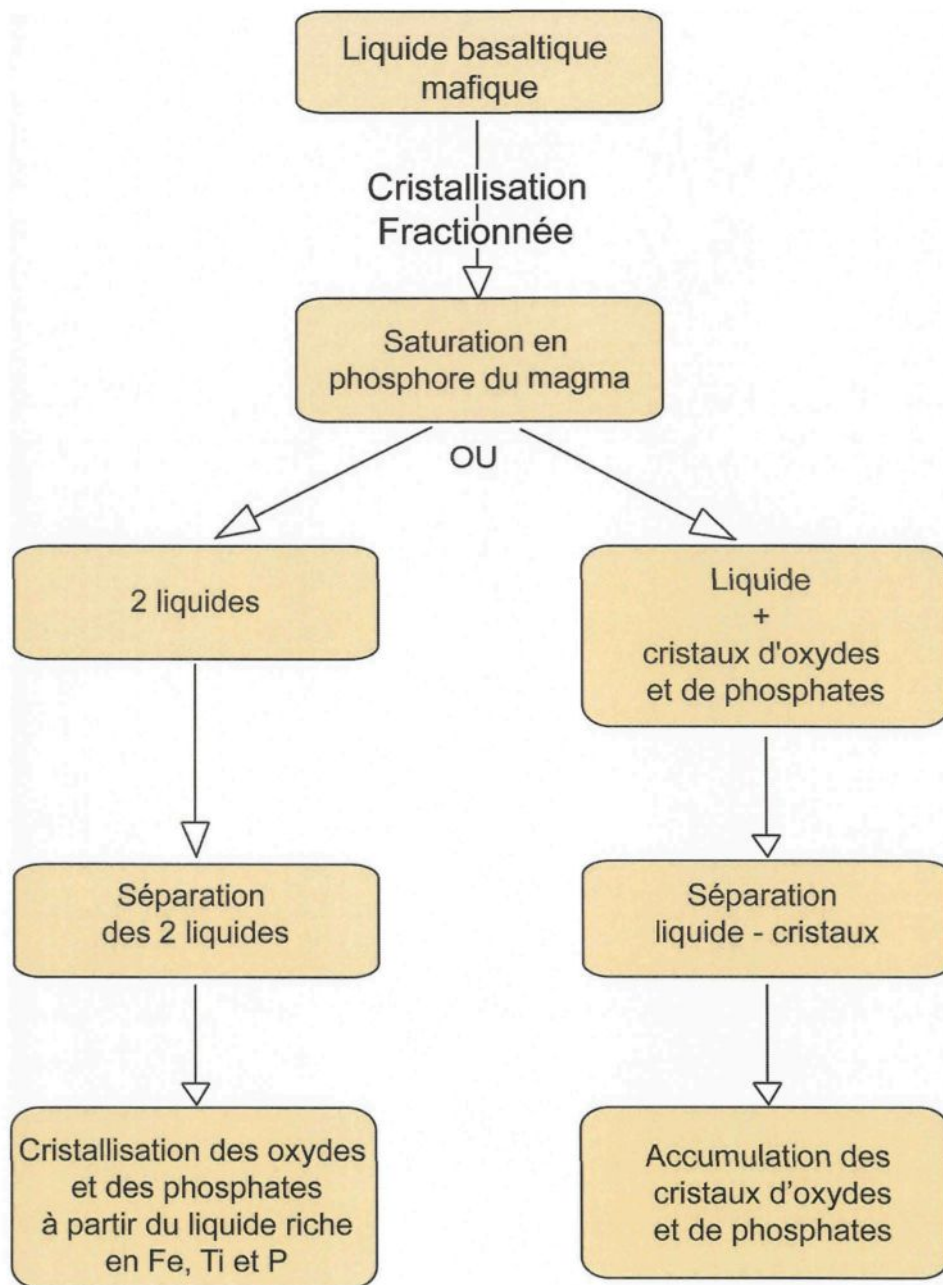 Liquide basaltique
mafique
Cristallisation
Fractionnée
Saturation en
phosphore du magma
OU
2 liquides
Liquide
+
cristaux d'oxydes
et de phosphates
Séparation
des 2 liquides
Séparation
liquide - cristaux
Cristallisation des oxydes
et des phosphates
à partir du liquide riche
en Fe, Ti et P
Accumulation des
cristaux d’oxydes
et de phosphates